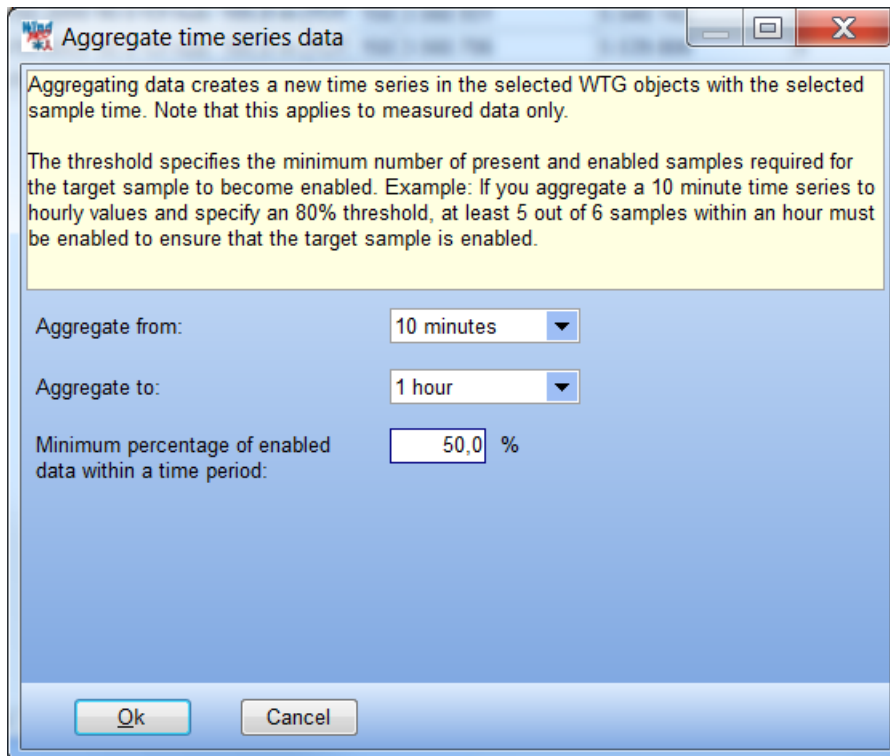 Aggregate time series data
Aggregating data creates a new time series in the selected WTG objects with the selected
sample time. Note that this applies to measured data only.
The threshold specifies the minimum number of present and enabled samples required for
the target sample to become enabled. Example: If you aggregate a 10 minute time series to
hourly values and specify an 80% threshold, at least 5 out of 6 samples within an hour must
be enabled to ensure that the target sample is enabled.
Aggregate from:
10 minutes
Aggregate to:
1 hour
Minimum percentage of enabled
data within a time period:
50,0 %
Ok
Cancel